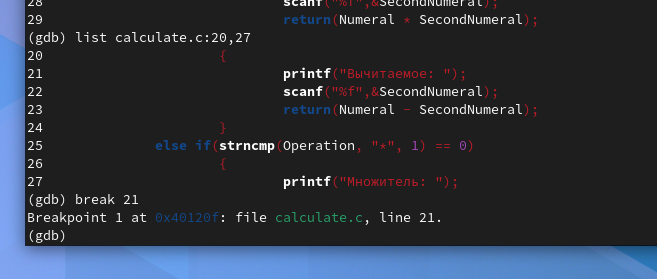 28 scanf("%f",&SecondNumeral);
29 return(Numeral * SecondNumeral);
(gdb) list calculate.c:20,27
20 {
21 printf("Вычитаемое: ");
22 scanf("%f",&SecondNumeral);
23 return(Numeral - SecondNumeral);
24 }
25 else if(strncmp(Operation, "*", 1) == 0)
26 {
27 printf("Множитель: ");
(gdb) break 21
Breakpoint 1 at 0x40120f: file calculate.c, line 21.
(gdb)